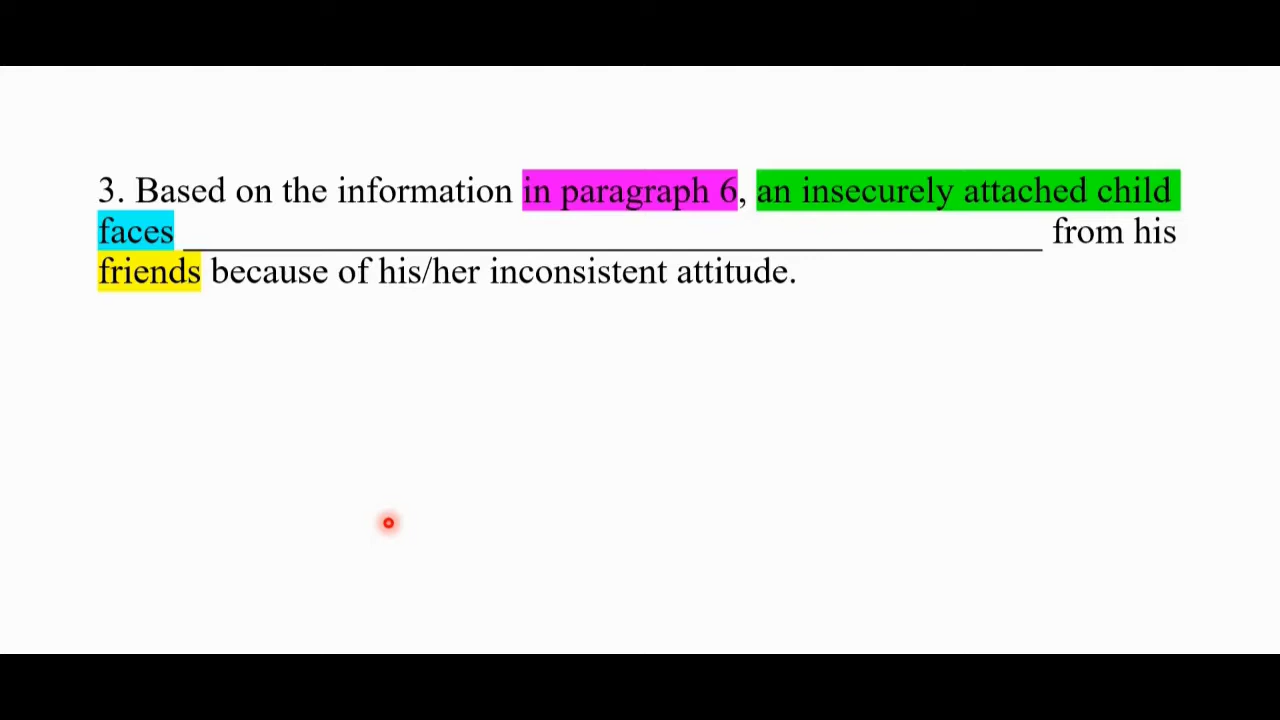 3. Based on the information in paragraph 6, an insecurely attached child
faces ______________________________________________ from his
friends because of his/her inconsistent attitude.